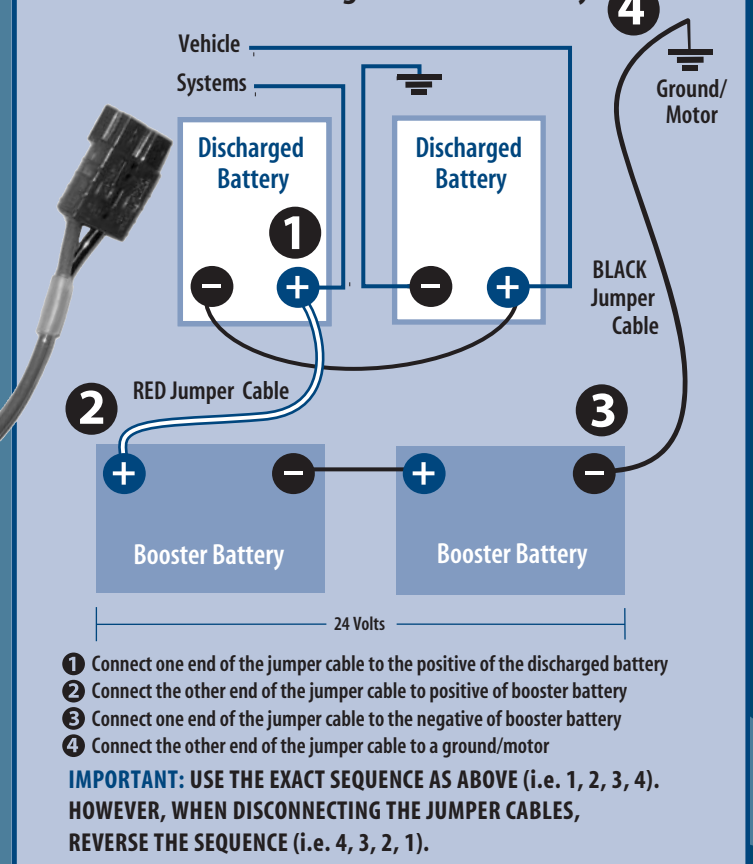 4
Vehicle
Systems
Ground/
Motor
Discharged
Battery
Discharged
Battery
1
−
+
−
+
BLACK
Jumper
Cable
RED Jumper Cable
2
3
+
−
+
−
Booster Battery
Booster Battery
24 Volts
1 Connect one end of the jumper cable to the positive of the discharged battery
2 Connect the other end of the jumper cable to positive of booster battery
3 Connect one end of the jumper cable to the negative of booster battery
4 Connect the other end of the jumper cable to a ground/motor
IMPORTANT: USE THE EXACT SEQUENCE AS ABOVE (i.e. 1, 2, 3, 4).
HOWEVER, WHEN DISCONNECTING THE JUMPER CABLES,
REVERSE THE SEQUENCE (i.e. 4, 3, 2, 1).